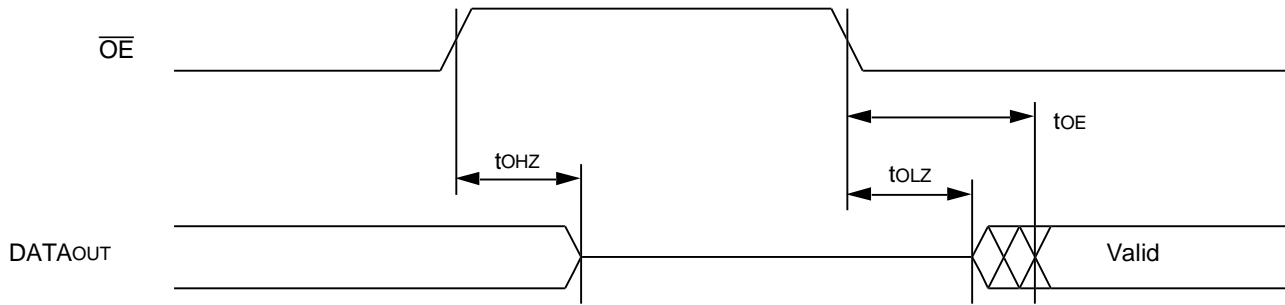 OE
tOE
tOHZ
tOLZ
DATAOUT
Valid